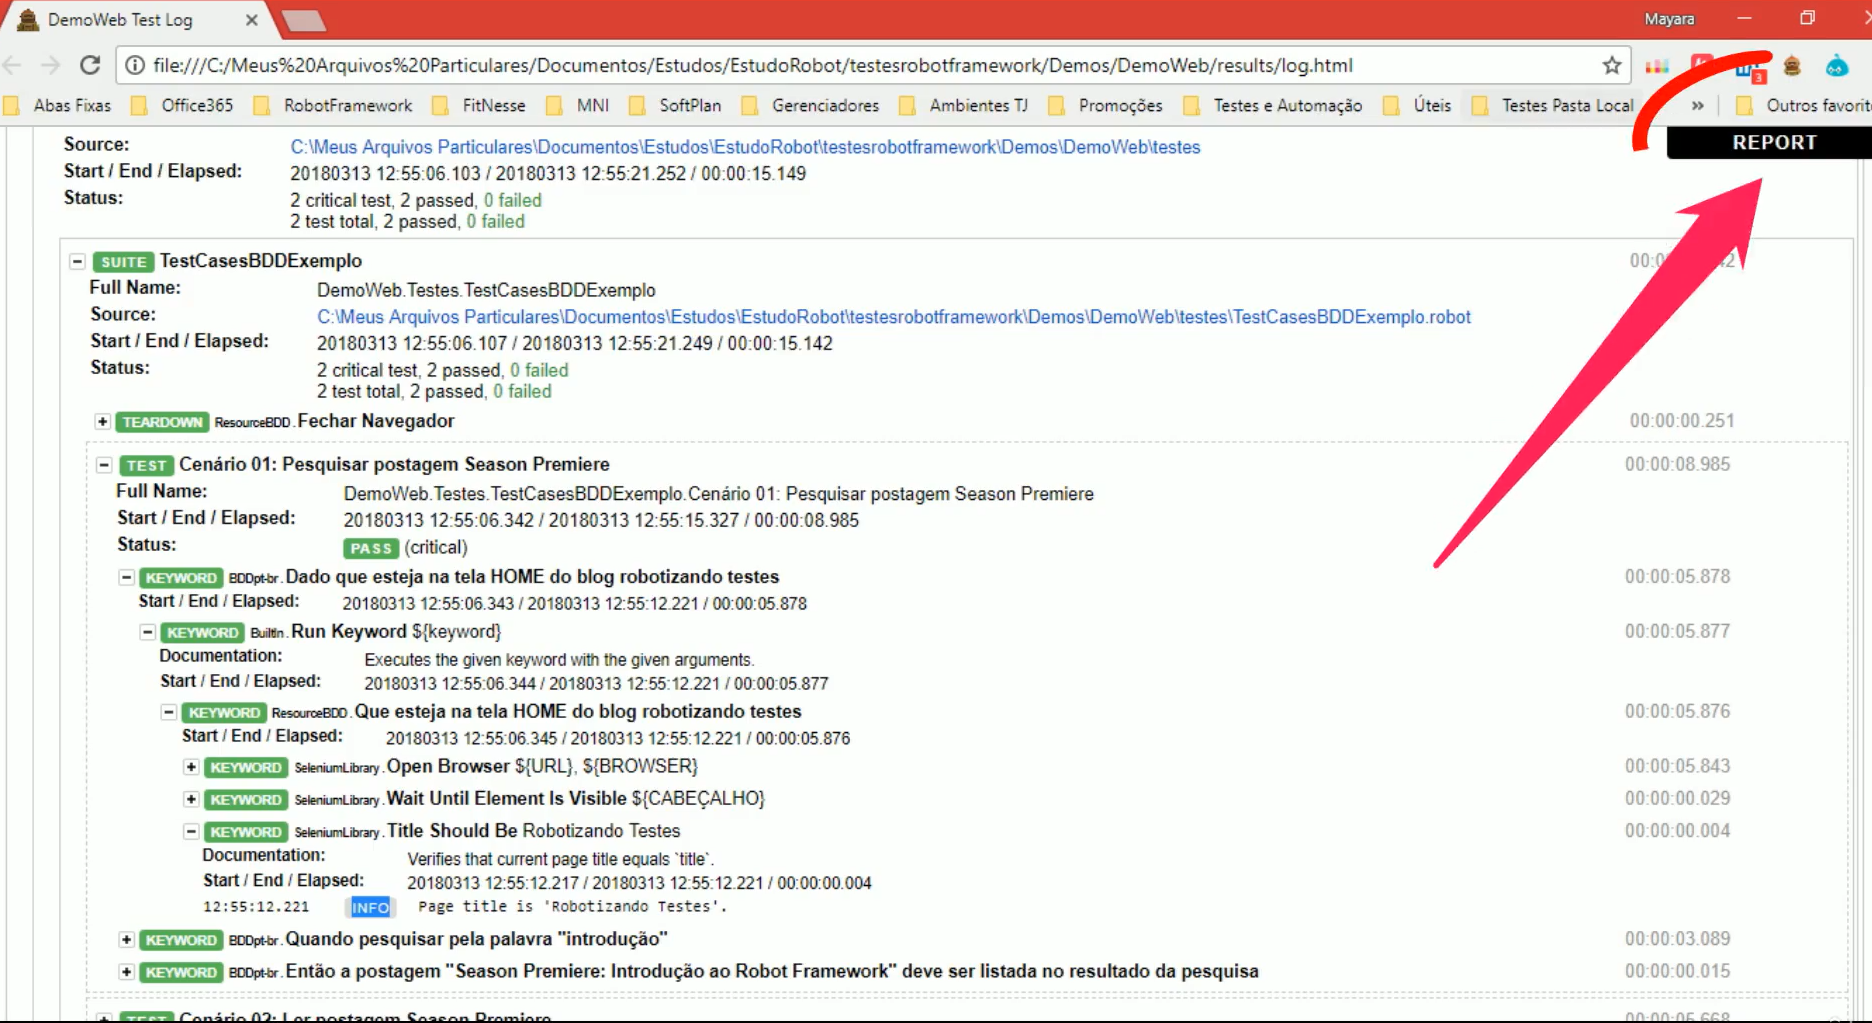 DemoWeb Test Log
Mayara
file:///C:/Meus%20Arquivos%20Particulares/Documentos/Estudos/EstudoRobot/testesrobotframework/Demos/DemoWeb/results/log.html
3
Abas Fixas Office365 RobotFramework FitNesse MNI SoftPlan Gerenciadores Ambientes TJ Promoções Testes e Automação Úteis Testes Pasta Local » Outros favorit
REPORT
Source: C:\Meus Arquivos Particulares\Documentos\Estudos\EstudoRobot\testesrobotframework\Demos\DemoWeb\testes
Start / End / Elapsed: 20180313 12:55:06.103 / 20180313 12:55:21.252 / 00:00:15.149
Status: 2 critical test, 2 passed, 0 failed
2 test total, 2 passed, 0 failed
SUITE TestCasesBDDExemplo
Full Name: DemoWeb.Testes.TestCasesBDDExemplo
Source: C:\Meus Arquivos Particulares\Documentos\Estudos\EstudoRobot\testesrobotframework\Demos\DemoWeb\testes\TestCasesBDDExemplo.robot
Start / End / Elapsed: 20180313 12:55:06.107 / 20180313 12:55:21.249 / 00:00:15.142
Status: 2 critical test, 2 passed, 0 failed
2 test total, 2 passed, 0 failed
TEARDOWN ResourceBDD.Fechar Navegador 00:00:00.251
TEST Cenário 01: Pesquisar postagem Season Premiere 00:00:08.985
Full Name: DemoWeb.Testes.TestCasesBDDExemplo.Cenário 01: Pesquisar postagem Season Premiere
Start / End / Elapsed: 20180313 12:55:06.342 / 20180313 12:55:15.327 / 00:00:08.985
Status: PASS (critical)
KEYWORD BDDpt-br.Dado que esteja na tela HOME do blog robotizando testes 00:00:05.878
Start / End / Elapsed: 20180313 12:55:06.343 / 20180313 12:55:12.221 / 00:00:05.878
KEYWORD BuiltIn.Run Keyword ${keyword} 00:00:05.877
Documentation: Executes the given keyword with the given arguments.
Start / End / Elapsed: 20180313 12:55:06.344 / 20180313 12:55:12.221 / 00:00:05.877
KEYWORD ResourceBDD.Que esteja na tela HOME do blog robotizando testes 00:00:05.876
Start / End / Elapsed: 20180313 12:55:06.345 / 20180313 12:55:12.221 / 00:00:05.876
KEYWORD SeleniumLibrary.Open Browser ${URL}, ${BROWSER} 00:00:05.843
KEYWORD SeleniumLibrary.Wait Until Element Is Visible ${CABEÇALHO} 00:00:00.029
KEYWORD SeleniumLibrary.Title Should Be Robotizando Testes 00:00:00.004
Documentation: Verifies that current page title equals `title`.
Start / End / Elapsed: 20180313 12:55:12.217 / 20180313 12:55:12.221 / 00:00:00.004
12:55:12.221 INFO Page title is 'Robotizando Testes'.
KEYWORD BDDpt-br.Quando pesquisar pela palavra "introdução" 00:00:03.089
KEYWORD BDDpt-br.Então a postagem "Season Premiere: Introdução ao Robot Framework" deve ser listada no resultado da pesquisa 00:00:00.015
TEST Cenário 02: Ler postagem Season Premiere 00:00:05.668